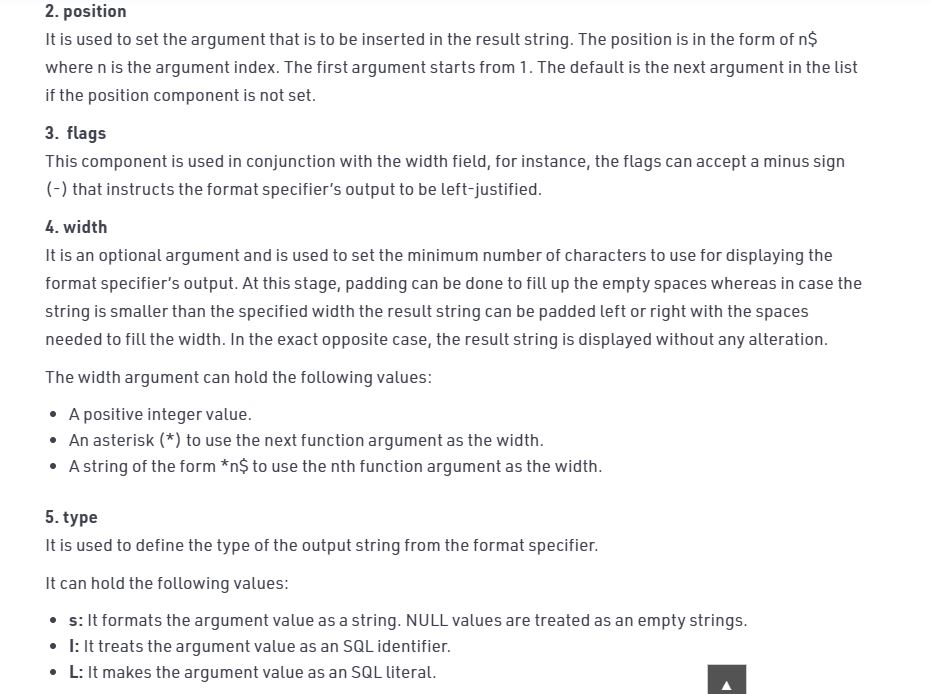 2. position
It is used to set the argument that is to be inserted in the result string. The position is in the form of n$
where n is the argument index. The first argument starts from 1. The default is the next argument in the list
if the position component is not set.
3. flags
This component is used in conjunction with the width field, for instance, the flags can accept a minus sign
(-) that instructs the format specifier's output to be left-justified.
4. width
It is an optional argument and is used to set the minimum number of characters to use for displaying the
format specifier's output. At this stage, padding can be done to fill up the empty spaces whereas in case the
string is smaller than the specified width the result string can be padded left or right with the spaces
needed to fill the width. In the exact opposite case, the result string is displayed without any alteration.
The width argument can hold the following values:
• A positive integer value.
• An asterisk (*) to use the next function argument as the width.
• A string of the form *n$ to use the nth function argument as the width.
5. type
It is used to define the type of the output string from the format specifier.
It can hold the following values:
• s: It formats the argument value as a string. NULL values are treated as an empty strings.
• I: It treats the argument value as an SQL identifier.
• L: It makes the argument value as an SQL literal.